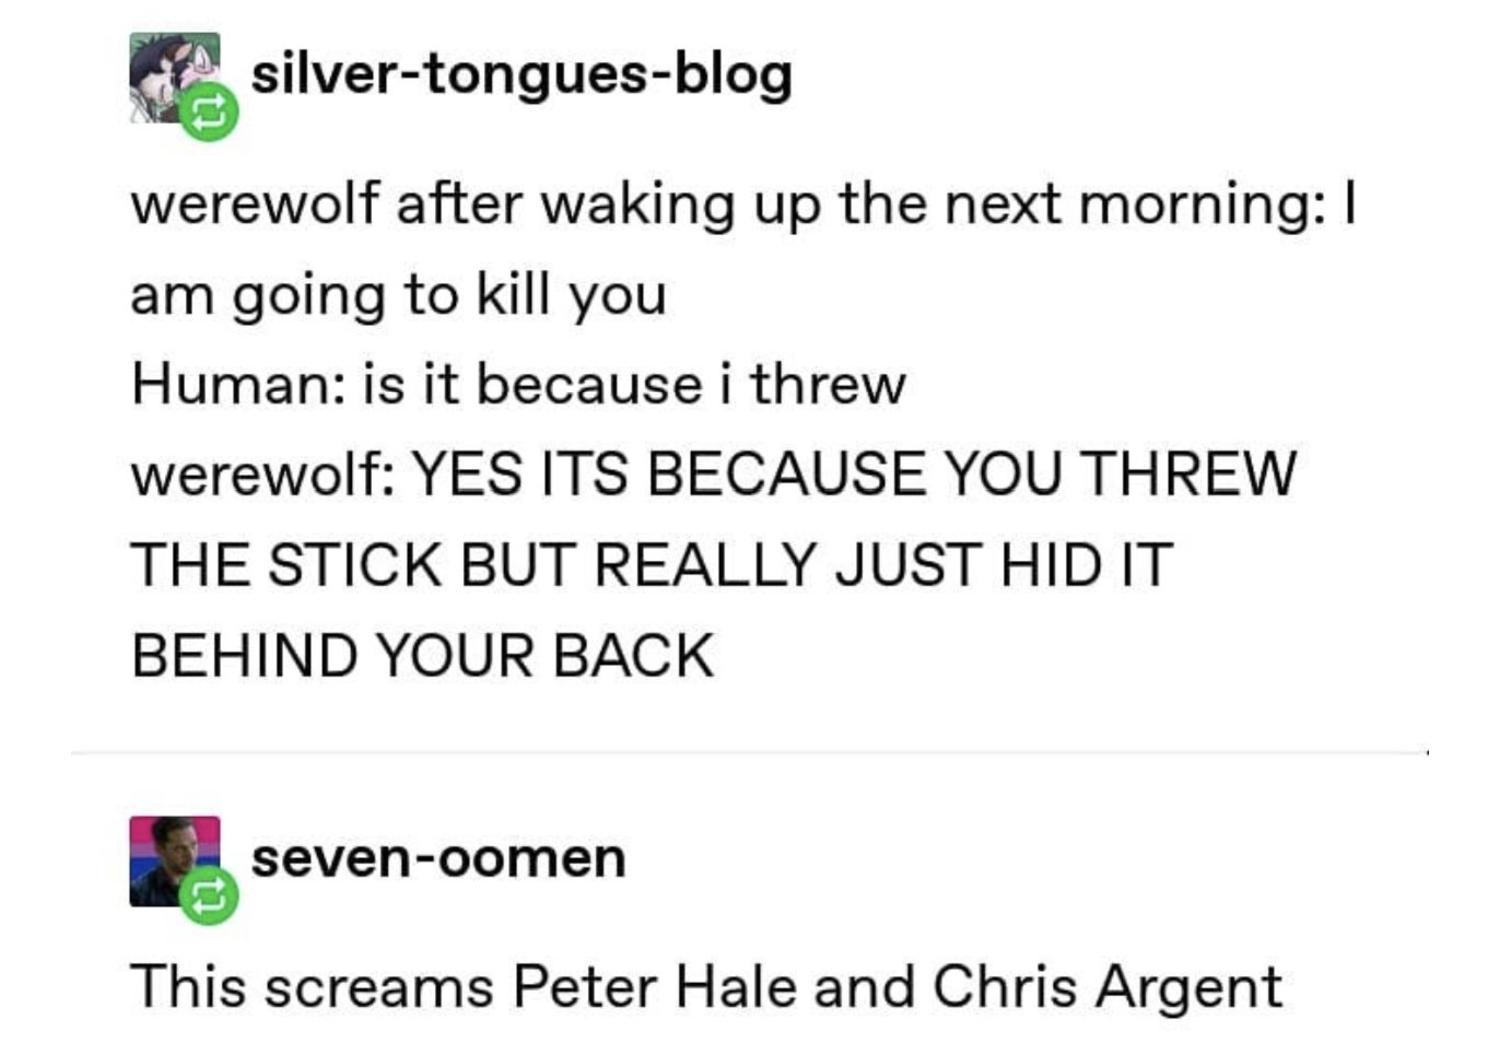 silver-tongues-blog
werewolf after waking up the next morning: I
am going to kill you
Human: is it because i threw
werewolf: YES ITS BECAUSE YOU THREW
THE STICK BUT REALLY JUST HID IT
BEHIND YOUR BACK
seven-oomen
This screams Peter Hale and Chris Argent